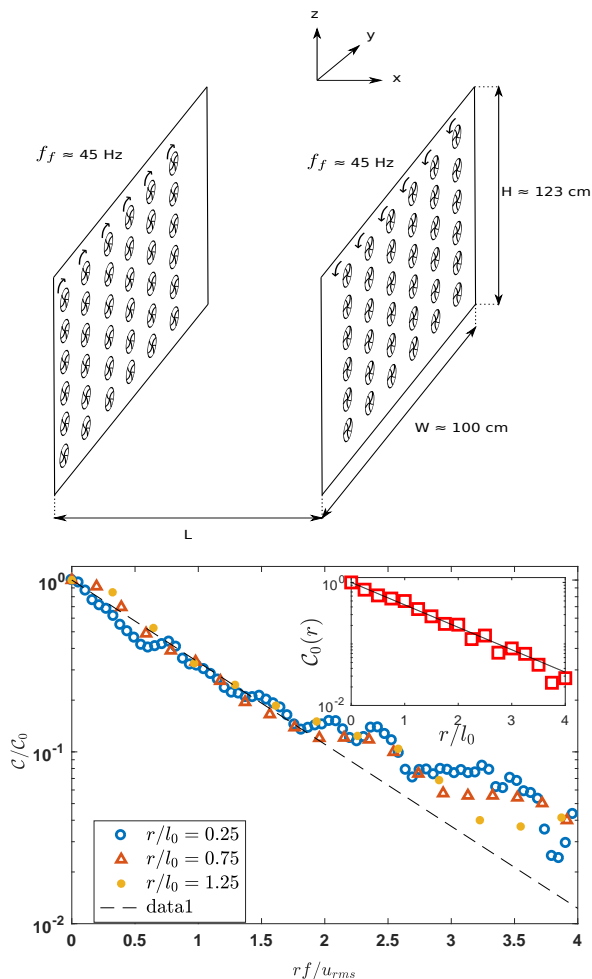 z
y
x
f_f ≈ 45 Hz
f_f ≈ 45 Hz
H ≈ 123 cm
W ≈ 100 cm
L
10^0
10^-1
10^-2
C/C_0
0 0.5 1 1.5 2 2.5 3 3.5 4
rf/u_{rms}
r/l_0 = 0.25
r/l_0 = 0.75
r/l_0 = 1.25
data1
10^0
10^-2
C_0(r)
0 1 2 3 4
r/l_0